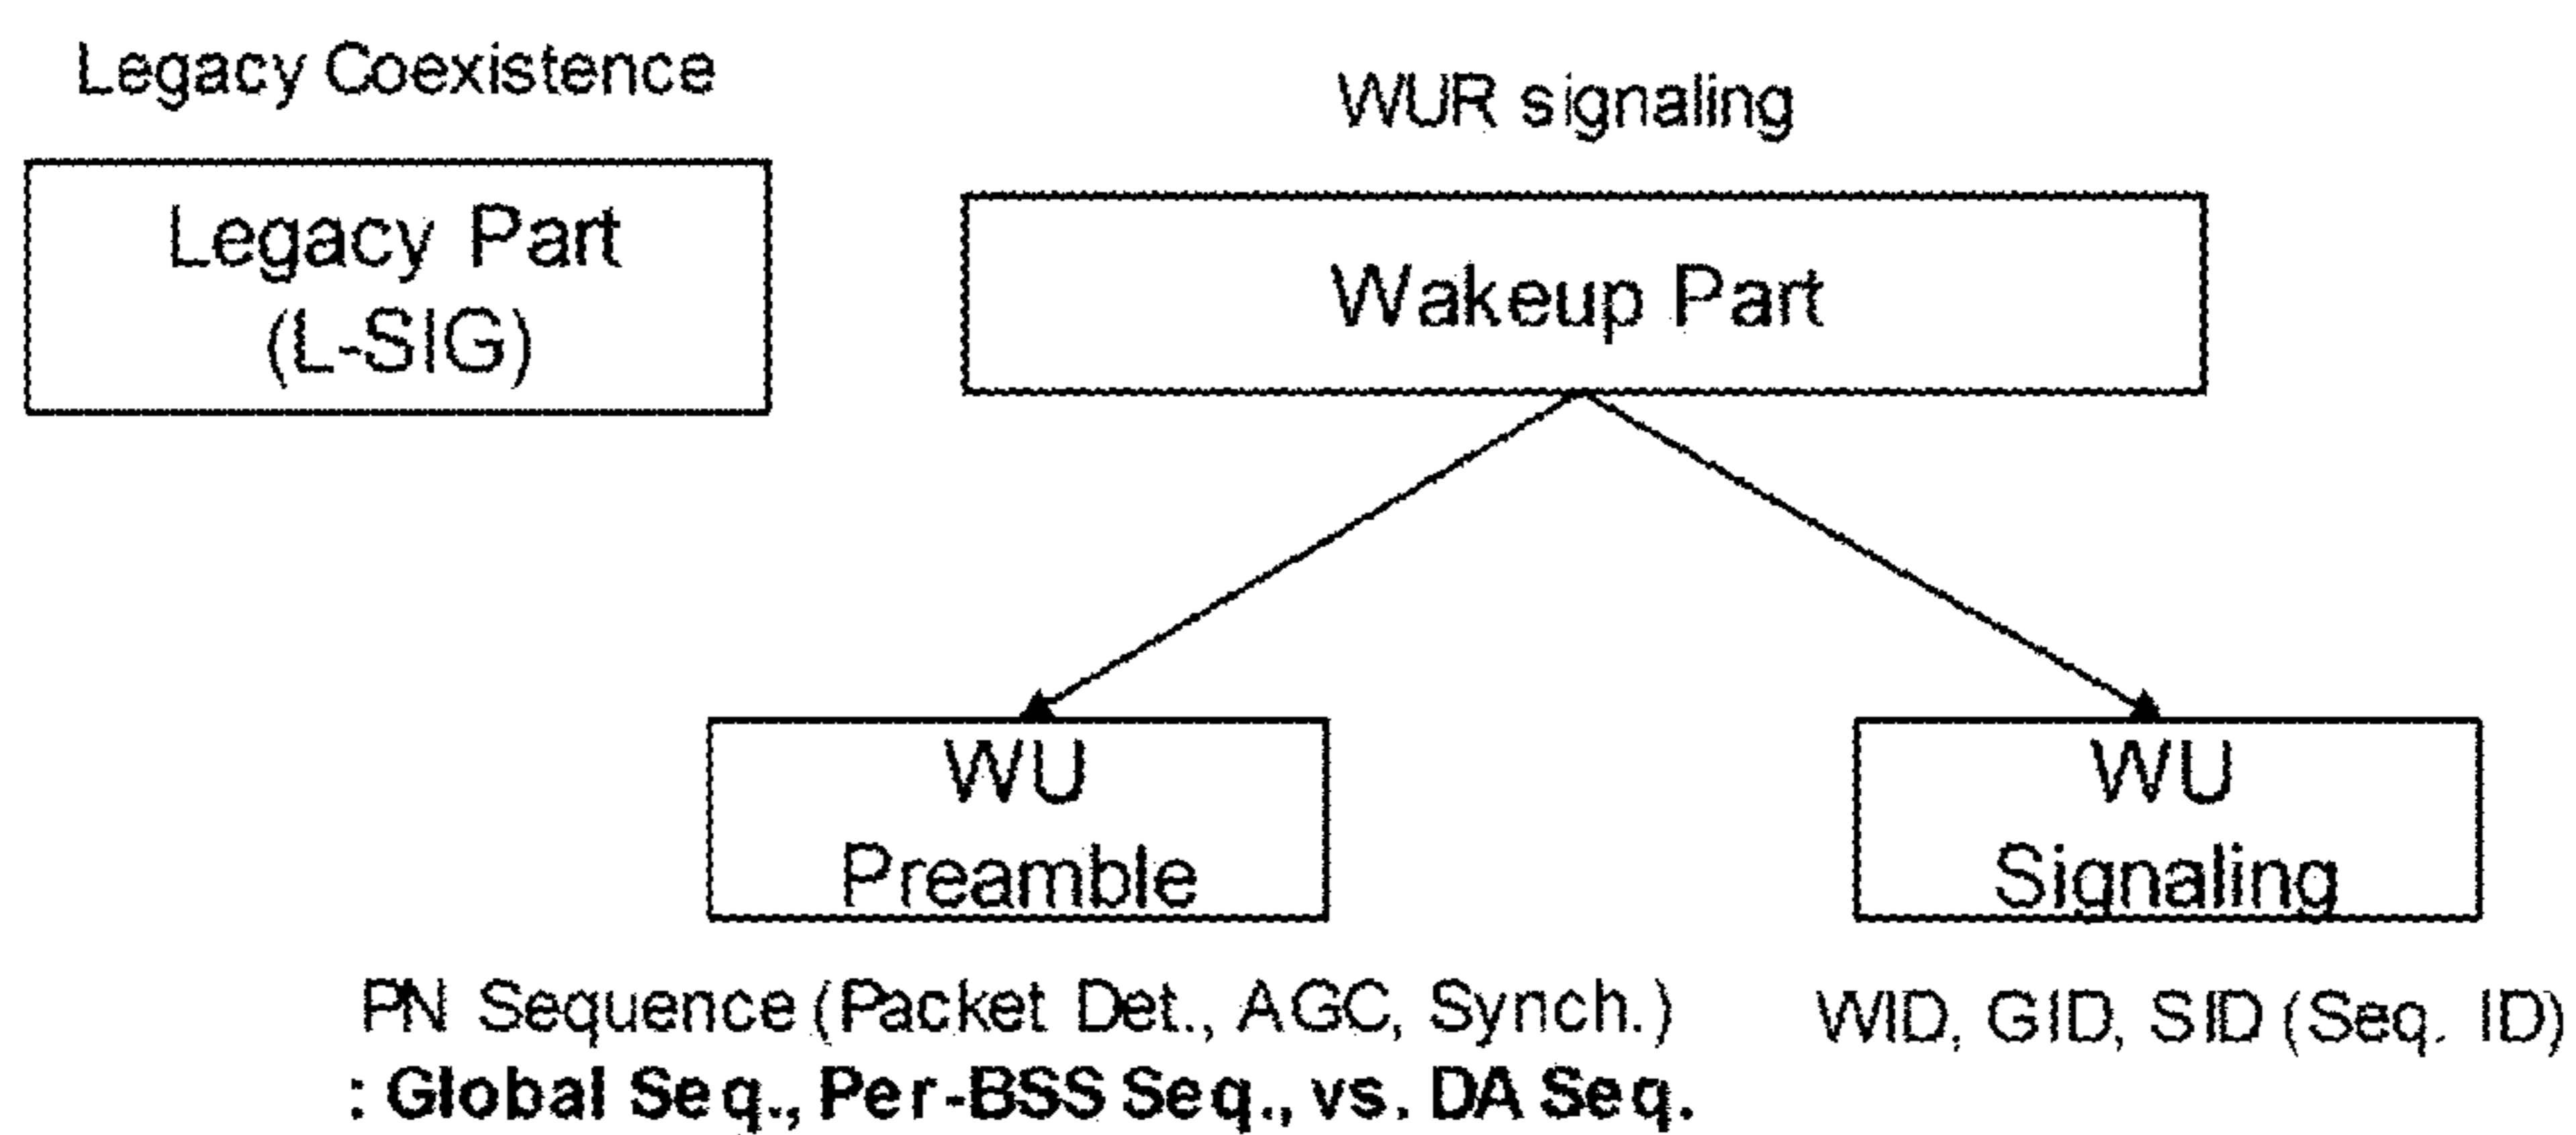 Legacy Coexistence
WUR signaling
Legacy Part
(L-SIG)
Wakeup Part
WU
Preamble
WU
Signaling
PN Sequence (Packet Det., AGC, Synch.)
: Global Seq., Per-BSS Seq., vs. DA Seq.
WID, GID, SID (Seq. ID)